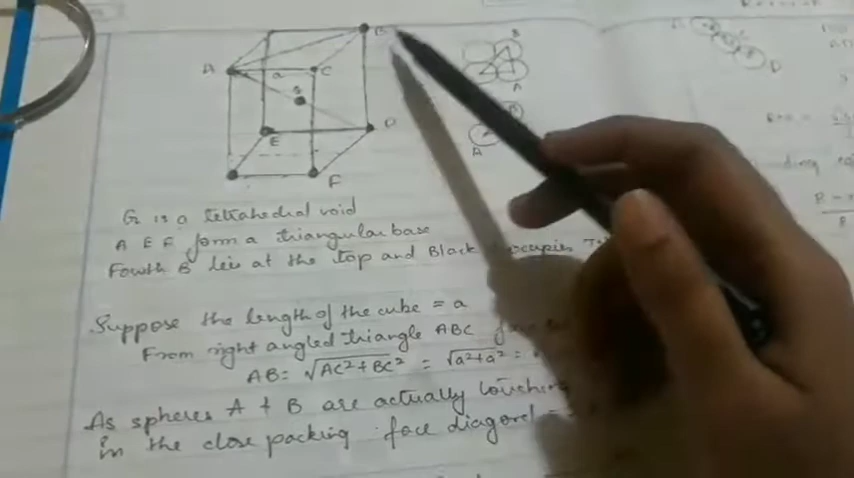 B
A
a
C
G
D
E
F
B
A
A
D
G is a tetrahedral void
A E F form a triangular base
Fowth B lies at the top and Black occupies
Suppose the length of the cube = a
From right angled triangle ABC
AB = √AC²+BC² = √a²+a² =
As spheres A + B are actually touching
in the close packing face diagonal =